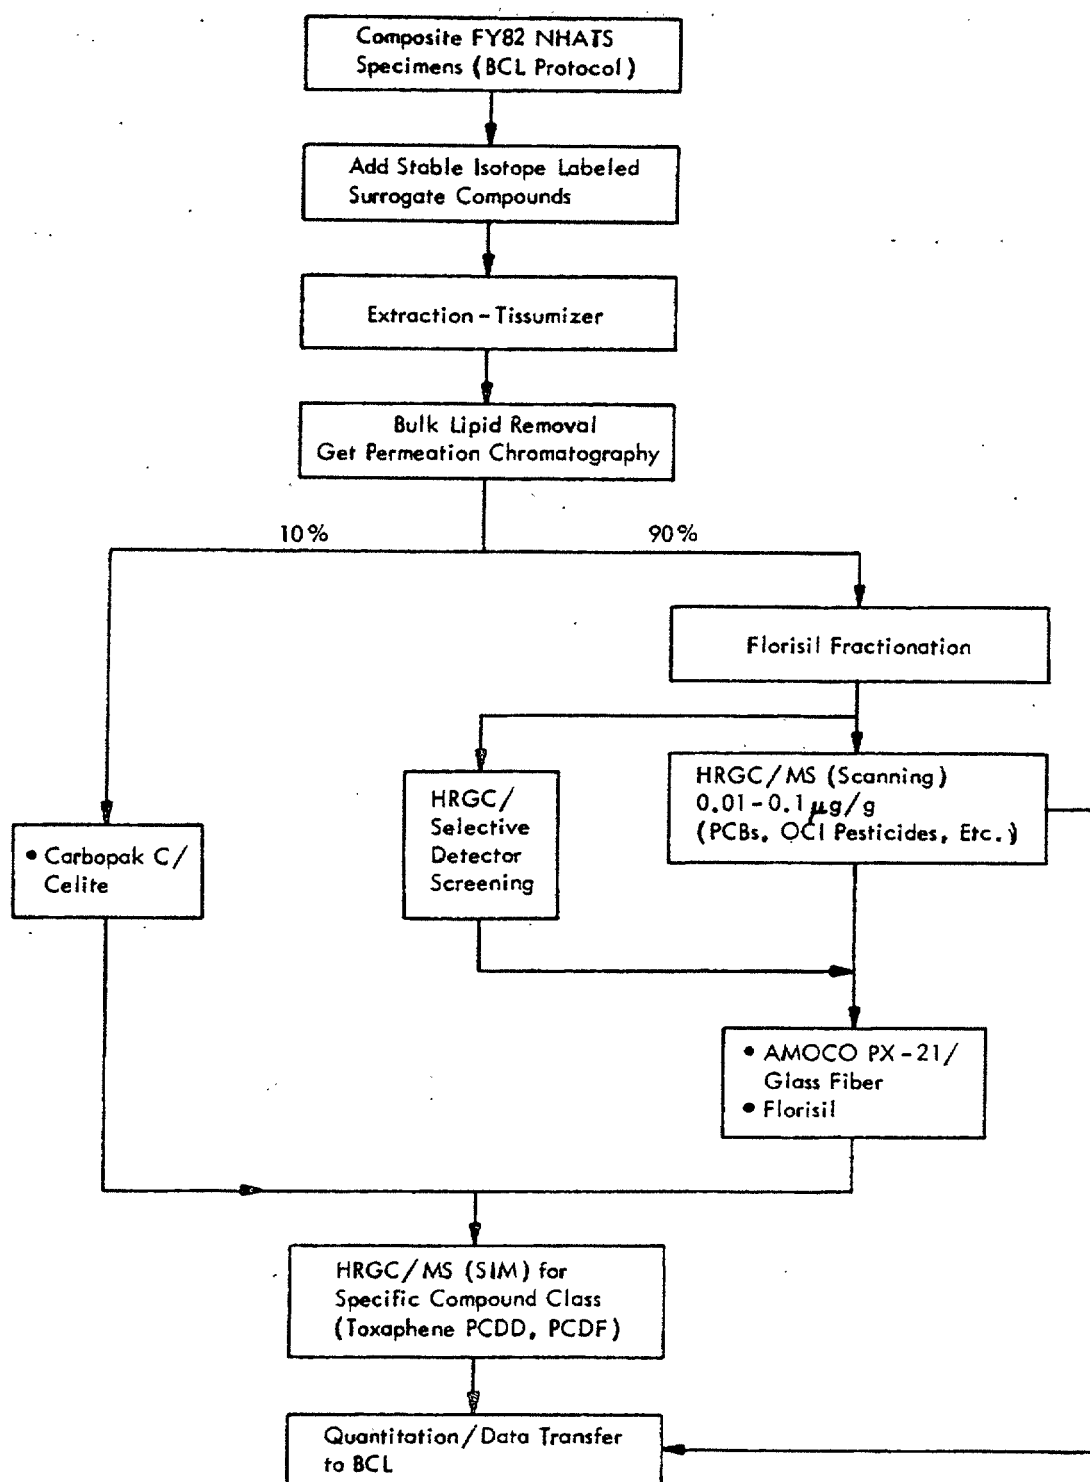 Composite FY82 NHATS
Specimens (BCL Protocol)
Add Stable Isotope Labeled
Surrogate Compounds
Extraction - Tissumizer
Bulk Lipid Removal
Get Permeation Chromatography
10%
90%
Florisil Fractionation
HRGC/
Selective
Detector
Screening
HRGC/MS (Scanning)
0.01-0.1 µg/g
(PCBs, OCl Pesticides, Etc.)
• Carbopak C/
Celite
• AMOCO PX-21/
Glass Fiber
• Florisil
HRGC/MS (SIM) for
Specific Compound Class
(Toxaphene PCDD, PCDF)
Quantitation/Data Transfer
to BCL